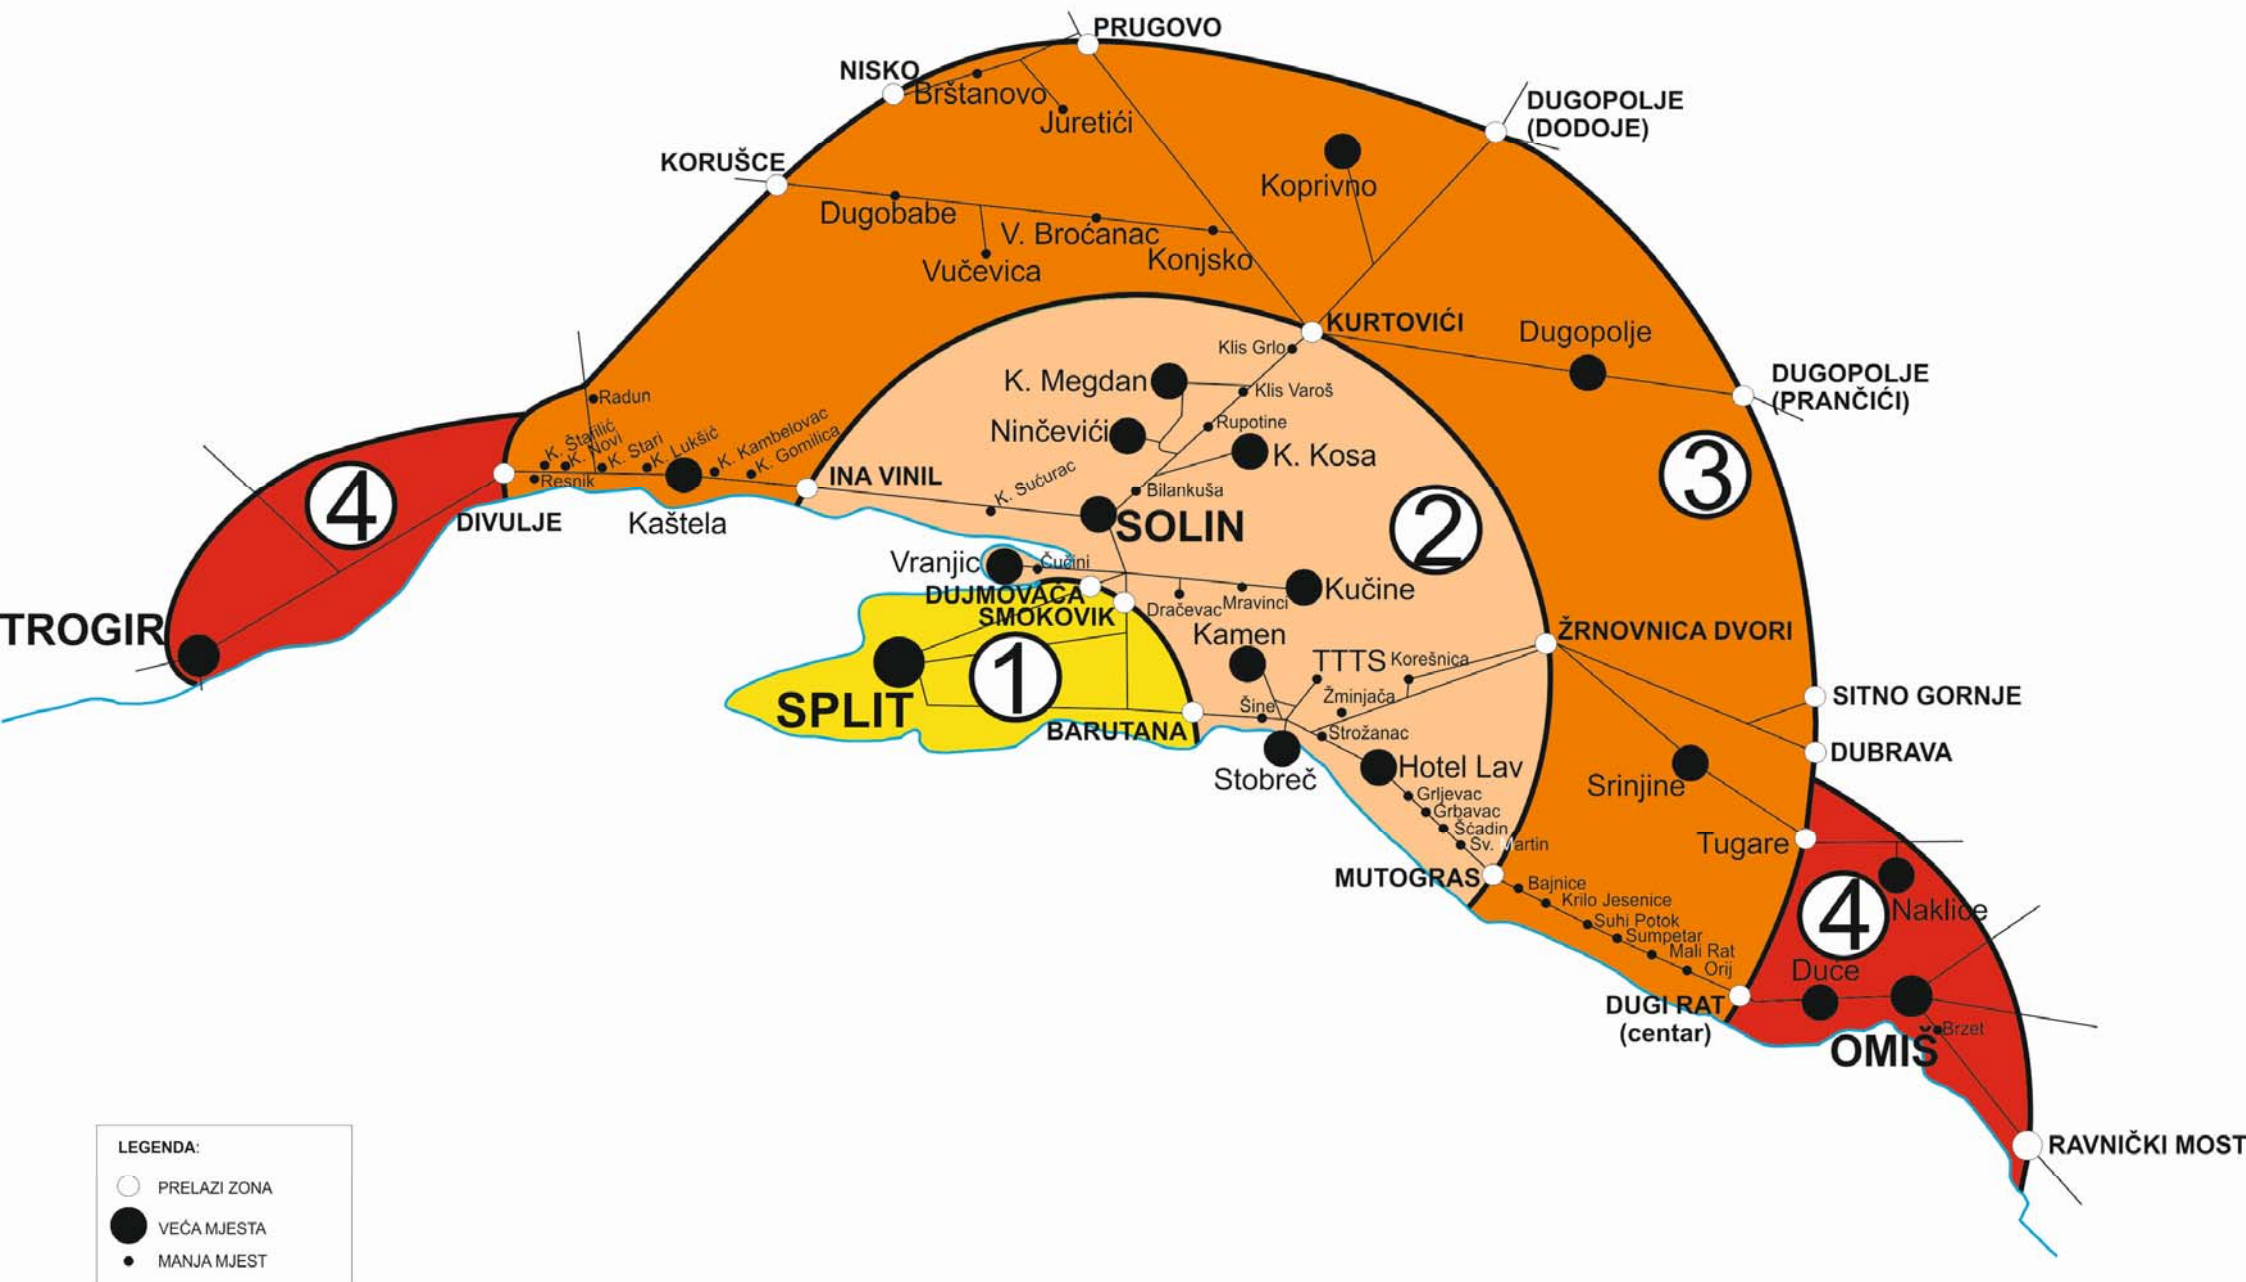 PRUGOVO
NISKO
Brštanovo
Juretići
DUGOPOLJE
(DODOJE)
KORUŠCE
Koprivno
Dugobabe
V. Broćanac
Vučevica
Konjsko
KURTOVIĆI
Dugopolje
Klis Grlo
K. Megdan
Klis Varoš
DUGOPOLJE
(PRANČIĆI)
Radun
Ninčevići
Rupotine
K. Kosa
K. Štafilić
K. Novi
K. Stari
K. Lukšić
K. Kambelovac
K. Gomilica
Resnik
4
3
DIVULJE
Kaštela
INA VINIL
K. Sućurac
Bilankuša
SOLIN
2
Vranjic
Čučini
DUJMOVAČA
SMOKOVIK
Dračevac
Mravinci
Kučine
TROGIR
Kamen
TTTS
Korešnica
ŽRNOVNICA DVORI
1
SPLIT
BARUTANA
Šine
Žminjača
Strožanac
SITNO GORNJE
DUBRAVA
Stobreč
Hotel Lav
Srinjine
Grljevac
Grbavac
Šćadin
Sv. Martin
Tugare
MUTOGRAS
Bajnice
Krilo Jesenice
Suhi Potok
Sumpetar
Mali Rat
Orij
4
Naklice
Duće
DUGI RAT
(centar)
OMIŠ
Brzet
RAVNIČKI MOST
LEGENDA:
PRELAZI ZONA
VEĆA MJESTA
MANJA MJEST